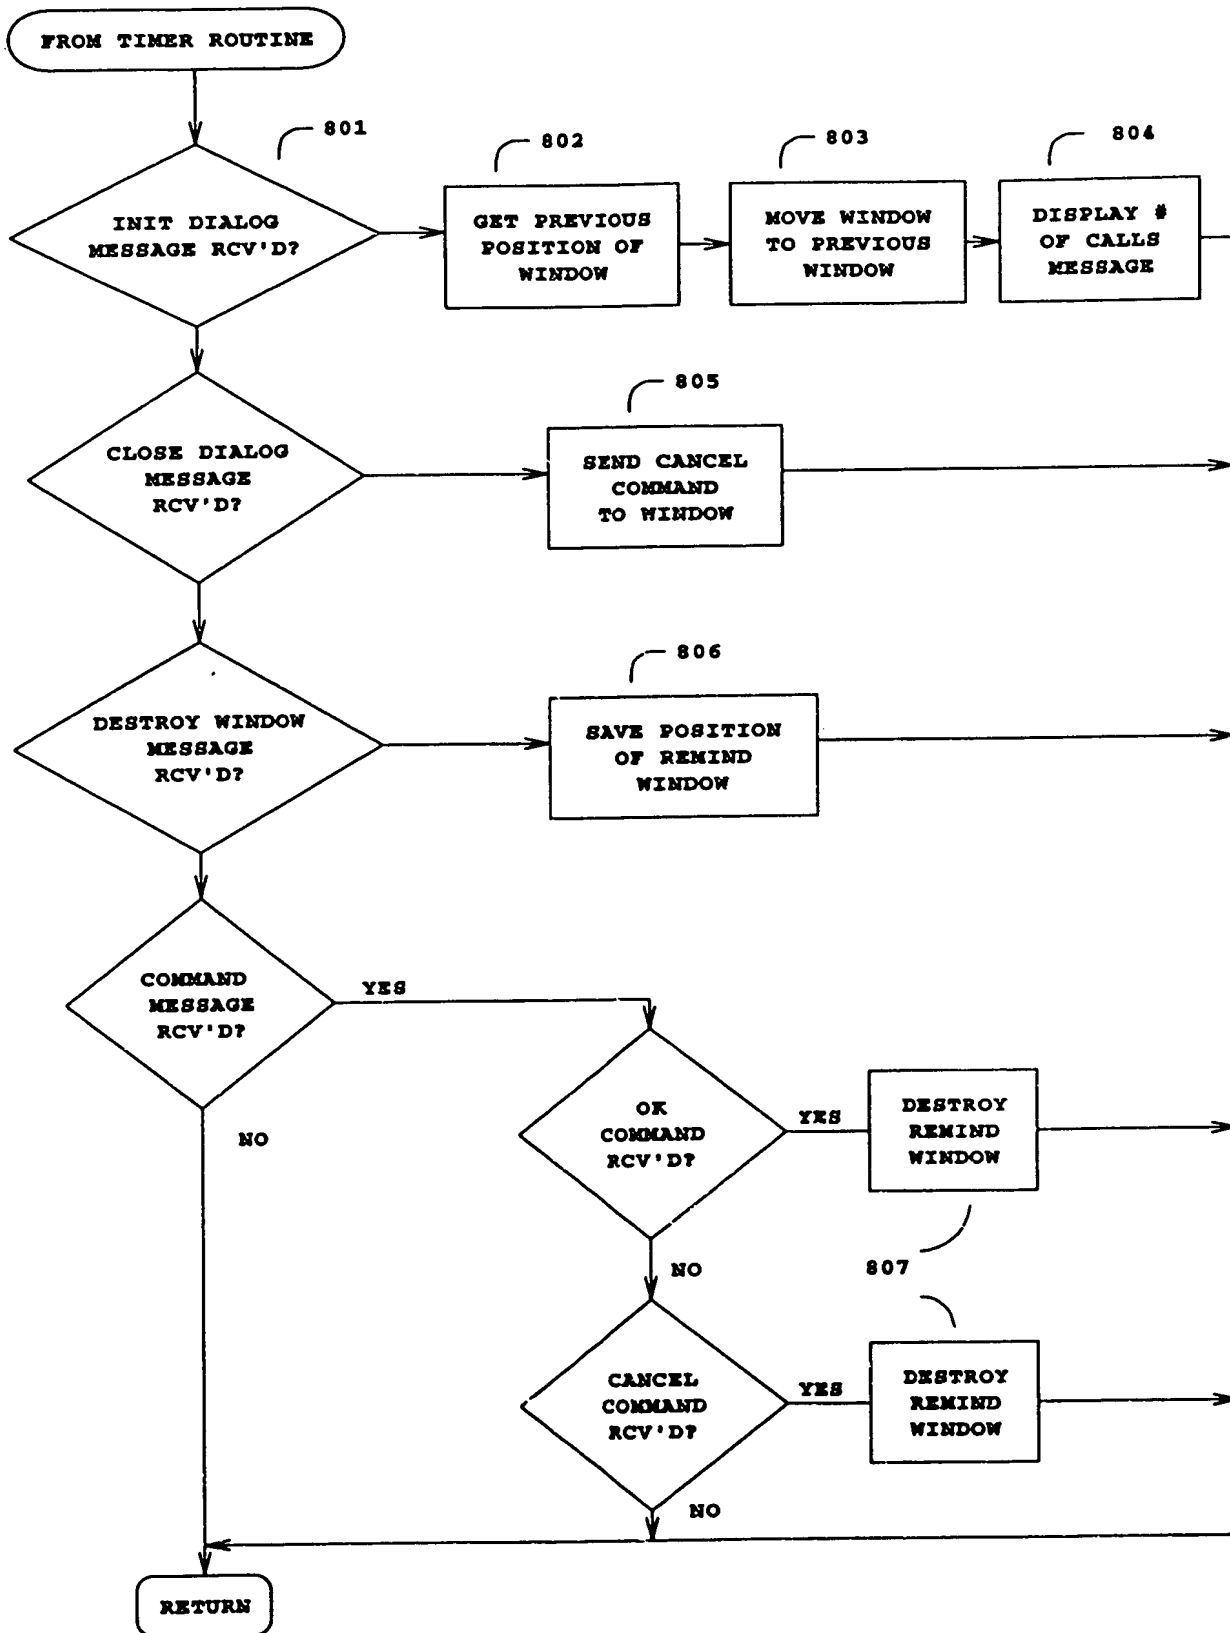 FROM TIMER ROUTINE
801
INIT DIALOG
MESSAGE RCV'D?
802
GET PREVIOUS
POSITION OF
WINDOW
803
MOVE WINDOW
TO PREVIOUS
WINDOW
804
DISPLAY #
OF CALLS
MESSAGE
CLOSE DIALOG
MESSAGE
RCV'D?
805
SEND CANCEL
COMMAND
TO WINDOW
DESTROY WINDOW
MESSAGE
RCV'D?
806
SAVE POSITION
OF REMIND
WINDOW
COMMAND
MESSAGE
RCV'D?
YES
NO
OK
COMMAND
RCV'D?
YES
DESTROY
REMIND
WINDOW
NO
807
CANCEL
COMMAND
RCV'D?
YES
DESTROY
REMIND
WINDOW
NO
RETURN